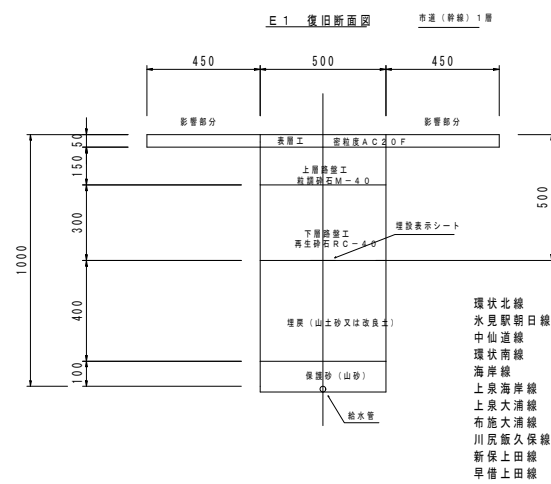 E1 復旧断面図
市道（幹線）1層
450
500
450
影響部分
影響部分
表層工 密粒度AC20F
50
150
上層路盤工
粒調砕石M-40
300
500
1000
下層路盤工
再生砕石RC-40
埋設表示シート
400
埋戻（山土砂又は改良土）
100
保護砂（山砂）
給水管
環状北線
氷見駅朝日線
中仙道線
環状南線
海岸線
上泉海岸線
上泉大浦線
布施大浦線
川尻飯久保線
新保上田線
早借上田線